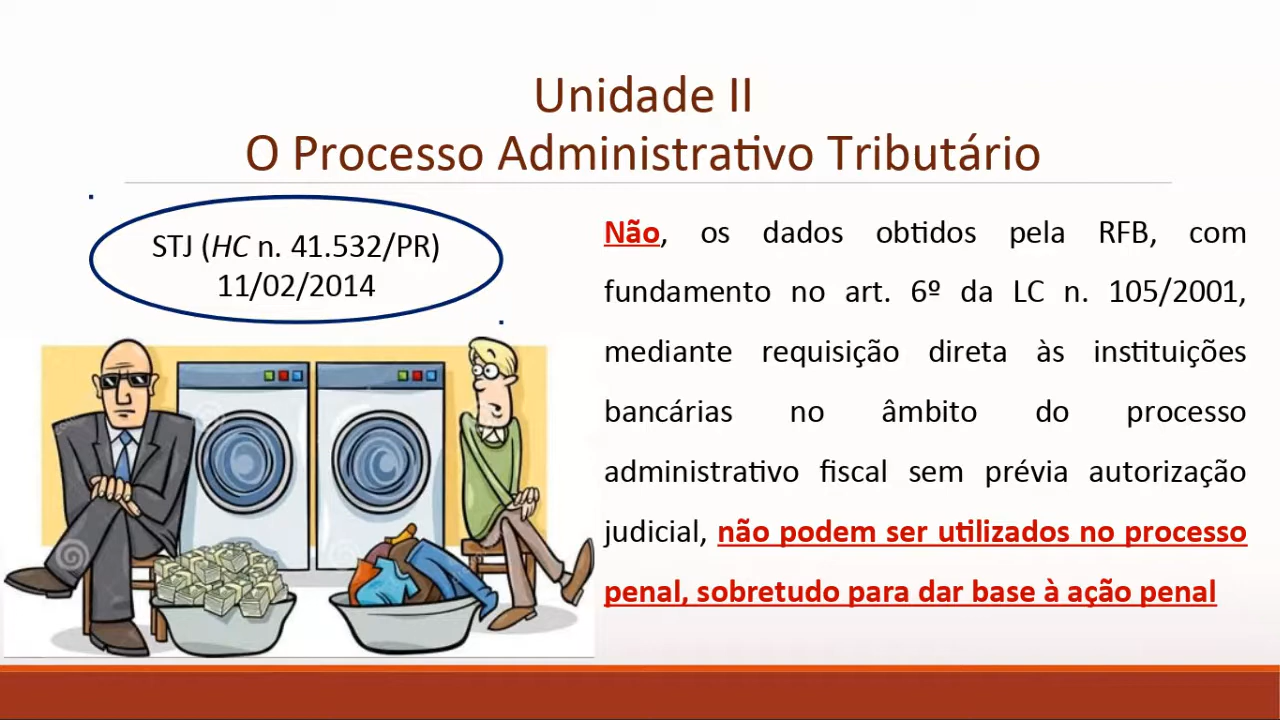 Unidade II
O Processo Administrativo Tributário
STJ (HC n. 41.532/PR)
11/02/2014
Não, os dados obtidos pela RFB, com
fundamento no art. 6º da LC n. 105/2001,
mediante requisição direta às instituições
bancárias no âmbito do processo
administrativo fiscal sem prévia autorização
judicial, não podem ser utilizados no processo
penal, sobretudo para dar base à ação penal